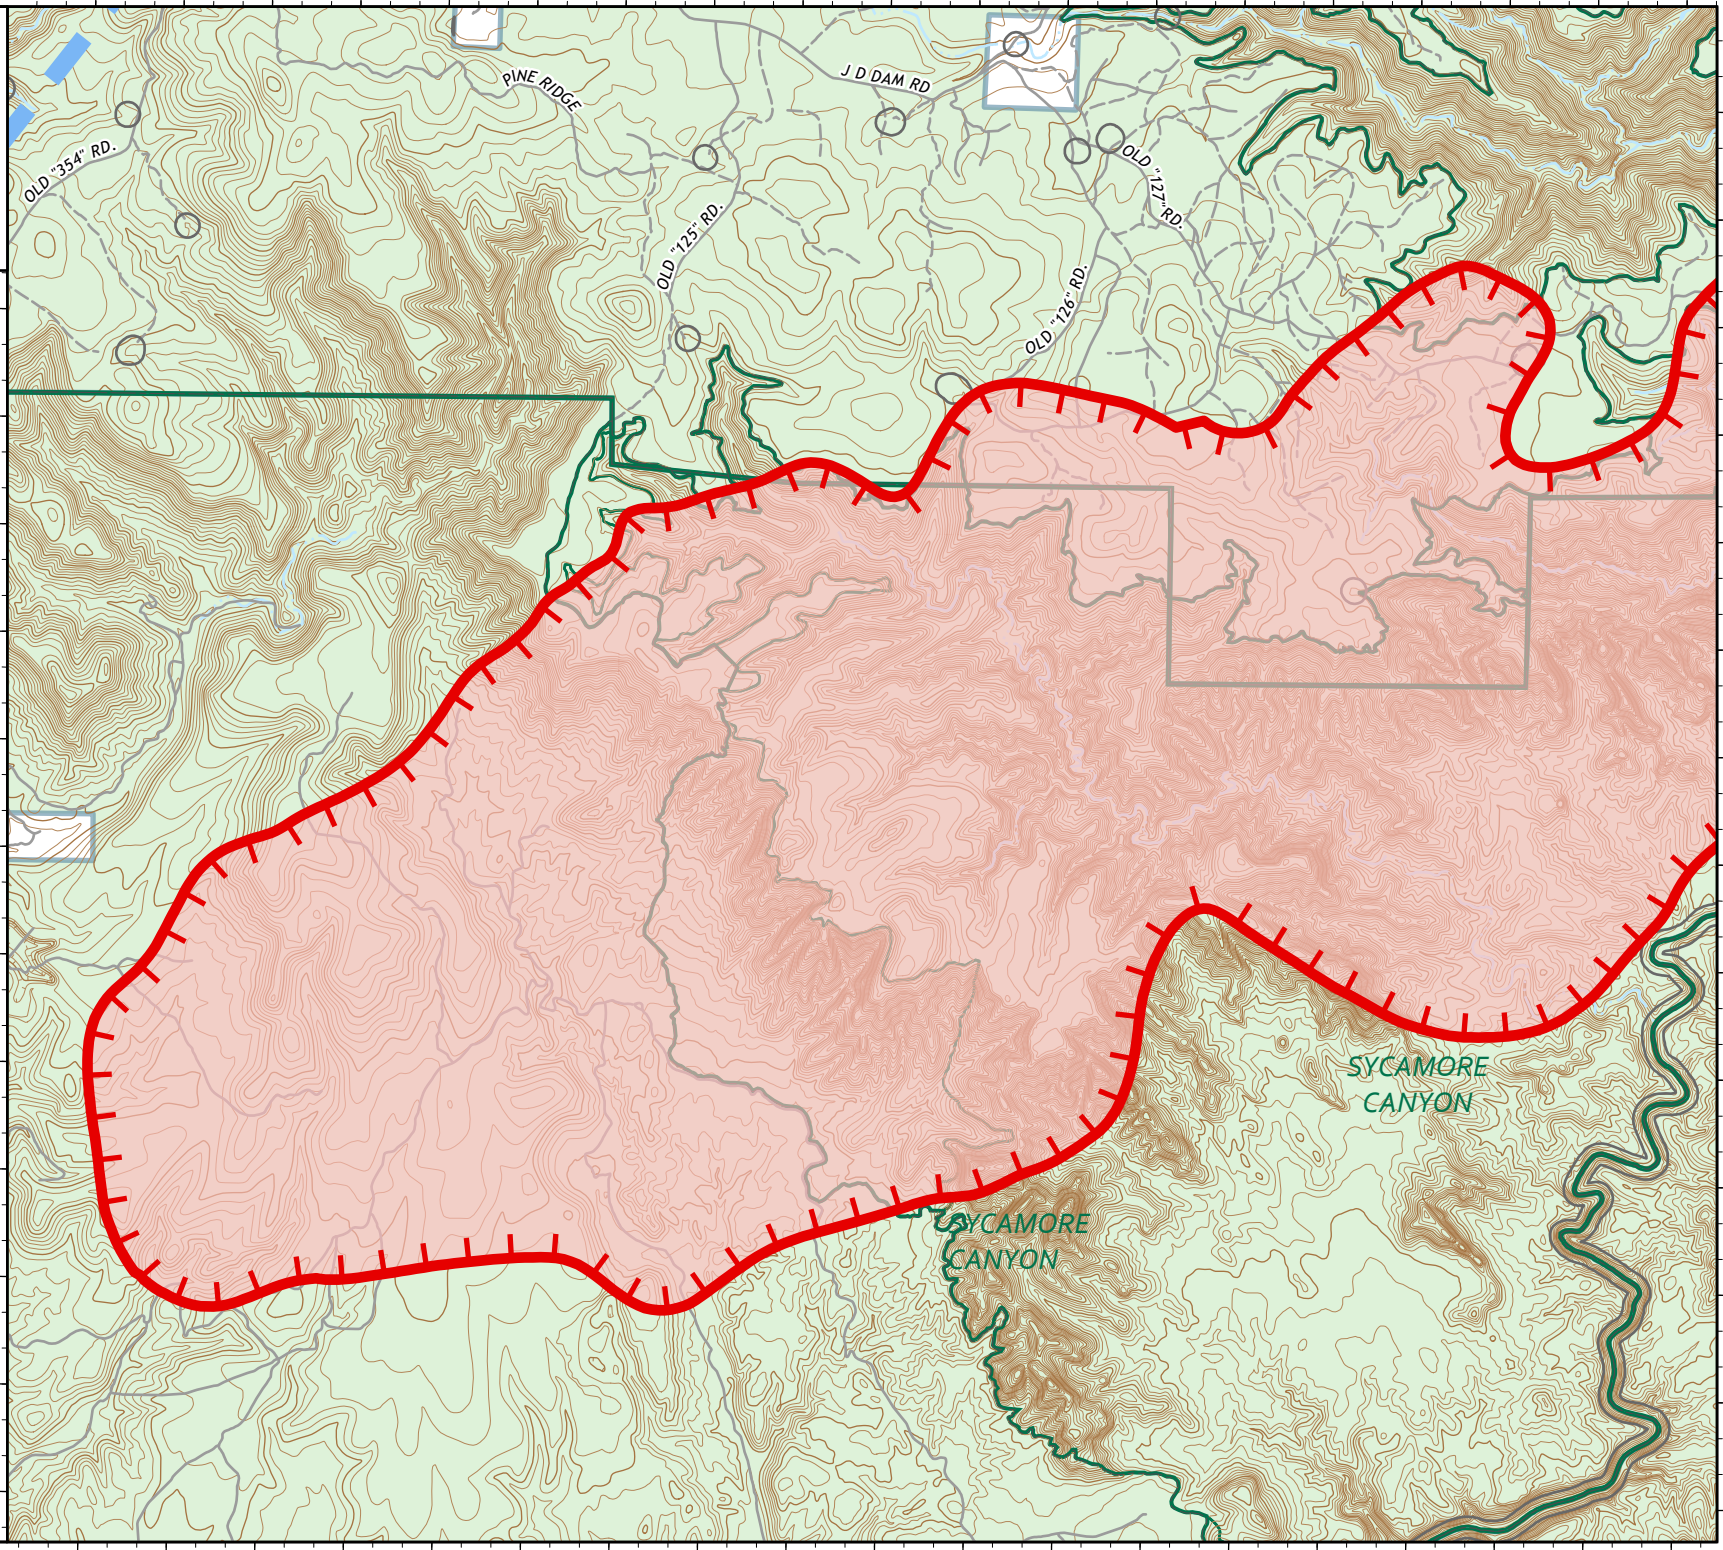 PINE RIDGE
J D DAM RD
OLD "354" RD.
OLD "127" RD.
OLD "125" RD.
OLD "126" RD.
SYCAMORE
CANYON
SYCAMORE
CANYON